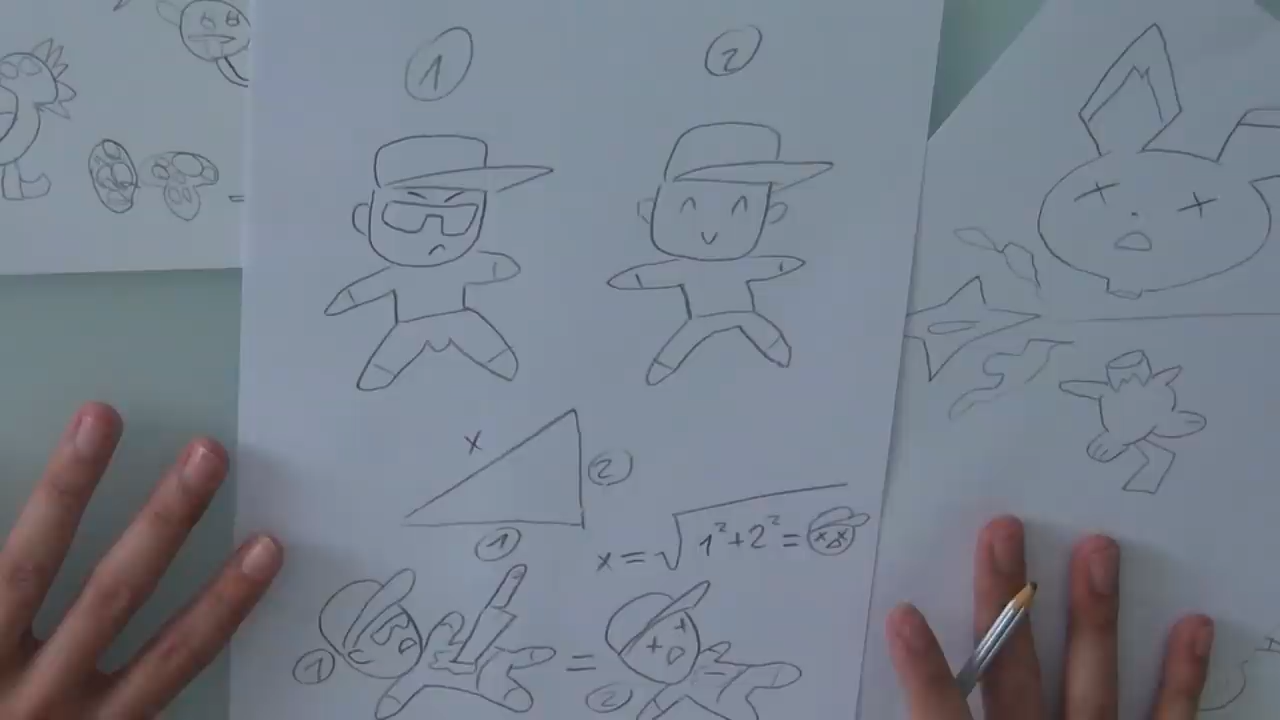 1 2
x
2
1
x = √1²+2² =
1 = 2